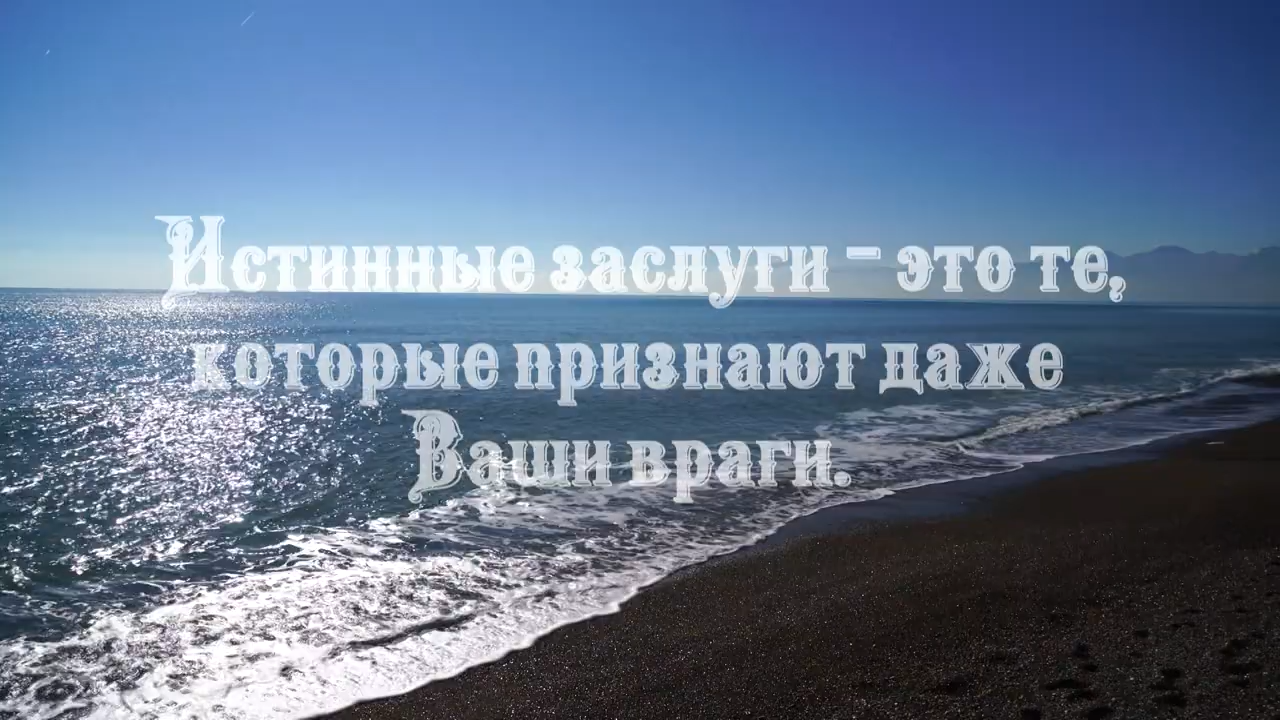 Истинные заслуги - это те,
которые признают даже
Ваши враги.